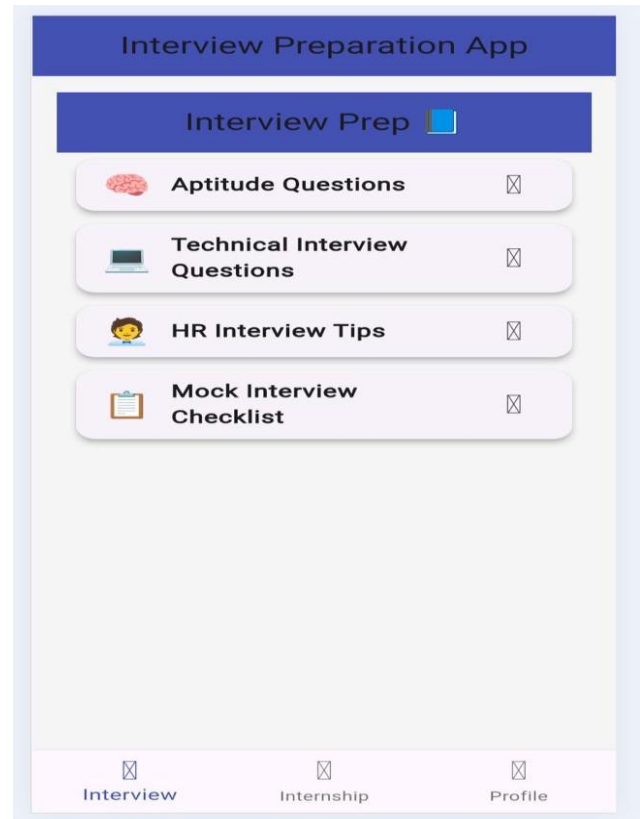 Interview Preparation App
Interview Prep 📘
Aptitude Questions
Technical Interview
Questions
HR Interview Tips
Mock Interview
Checklist
Interview
Internship
Profile